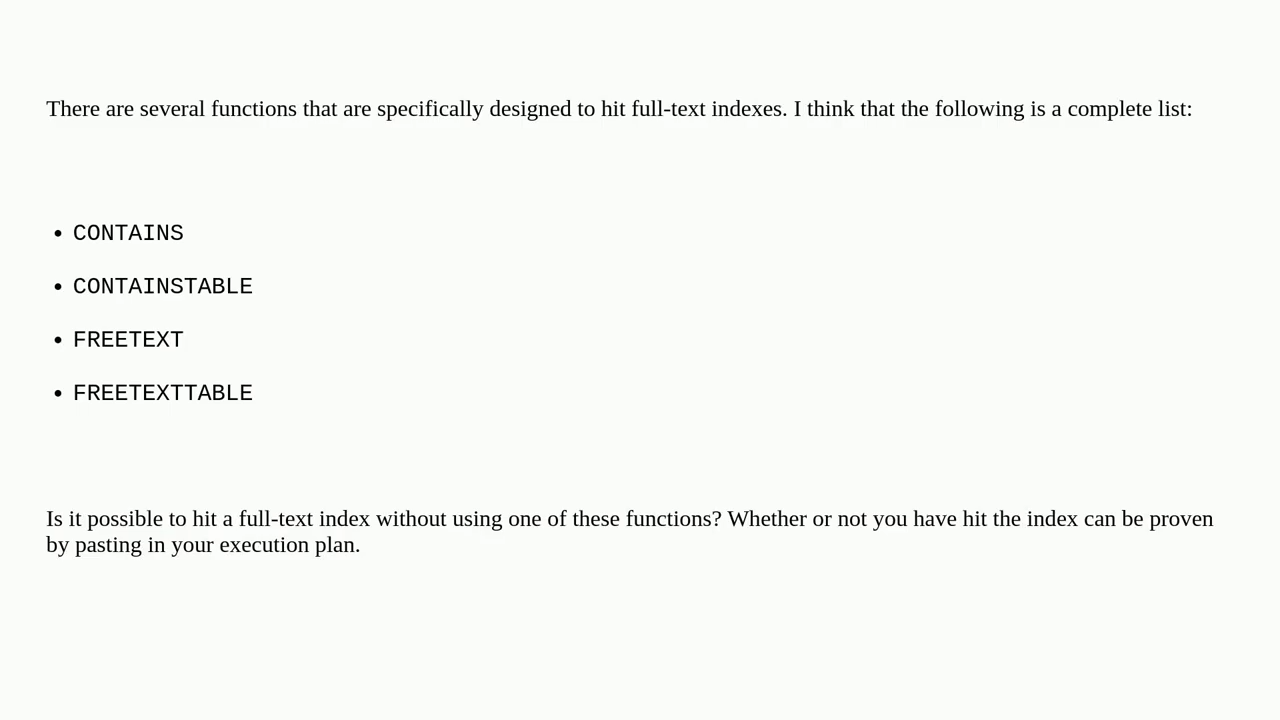 There are several functions that are specifically designed to hit full-text indexes. I think that the following is a complete list:
• CONTAINS
• CONTAINSTABLE
• FREETEXT
• FREETEXTTABLE
Is it possible to hit a full-text index without using one of these functions? Whether or not you have hit the index can be proven
by pasting in your execution plan.